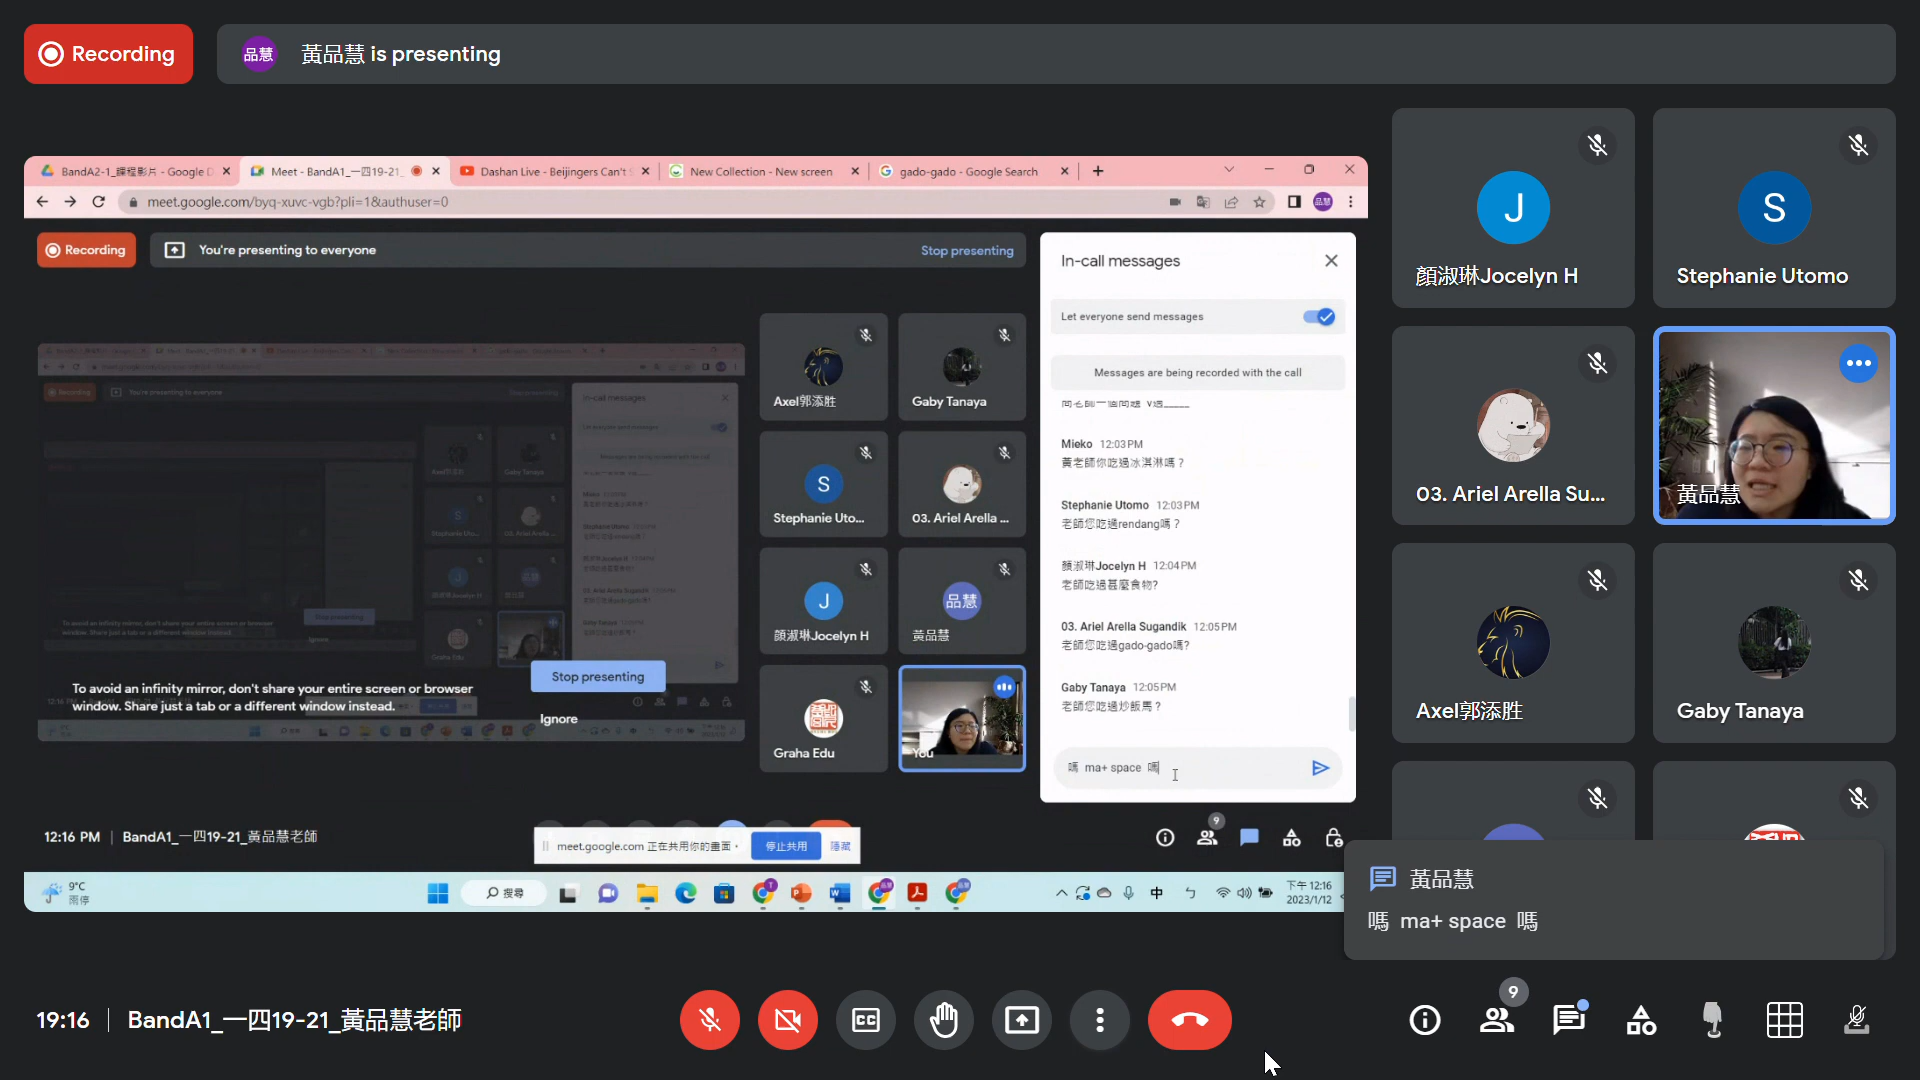 Recording
品慧
黃品慧 is presenting
BandA2-1_課程影片 - Google D
Meet - BandA1_一四19-21_
Dashan Live - Beijingers Can't S
New Collection - New screen
gado-gado - Google Search
meet.google.com/byq-xuvc-vgb?pli=1&authuser=0
Recording
You're presenting to everyone
Stop presenting
To avoid an infinity mirror, don't share your entire screen or browser
window. Share just a tab or a different window instead.
Stop presenting
Ignore
Axel郭添胜
Gaby Tanaya
S
Stephanie Uto...
03. Ariel Arella ...
J
顏淑琳Jocelyn H
品慧
黃品慧
Graha Edu
You
In-call messages
Let everyone send messages
Messages are being recorded with the call
Mieko 12:03 PM
黃老師你吃過冰淇淋嗎?
Stephanie Utomo 12:03 PM
老師您吃過rendang嗎?
顏淑琳Jocelyn H 12:04 PM
老師吃過甚麼食物?
03. Ariel Arella Sugandik 12:05 PM
老師您吃過gado-gado嗎?
Gaby Tanaya 12:05 PM
老師您吃過炒飯馬?
嗎 ma+ space 嗎
12:16 PM | BandA1_一四19-21_黃品慧老師
meet.google.com 正在共用你的畫面。
停止共用
隱藏
9
9°C
雨停
搜尋
中
ㄅ
下午 12:16
2023/1/12
J
顏淑琳Jocelyn H
S
Stephanie Utomo
03. Ariel Arella Su...
黃品慧
Axel郭添胜
Gaby Tanaya
黃品慧
嗎 ma+ space 嗎
19:16 | BandA1_一四19-21_黃品慧老師
9